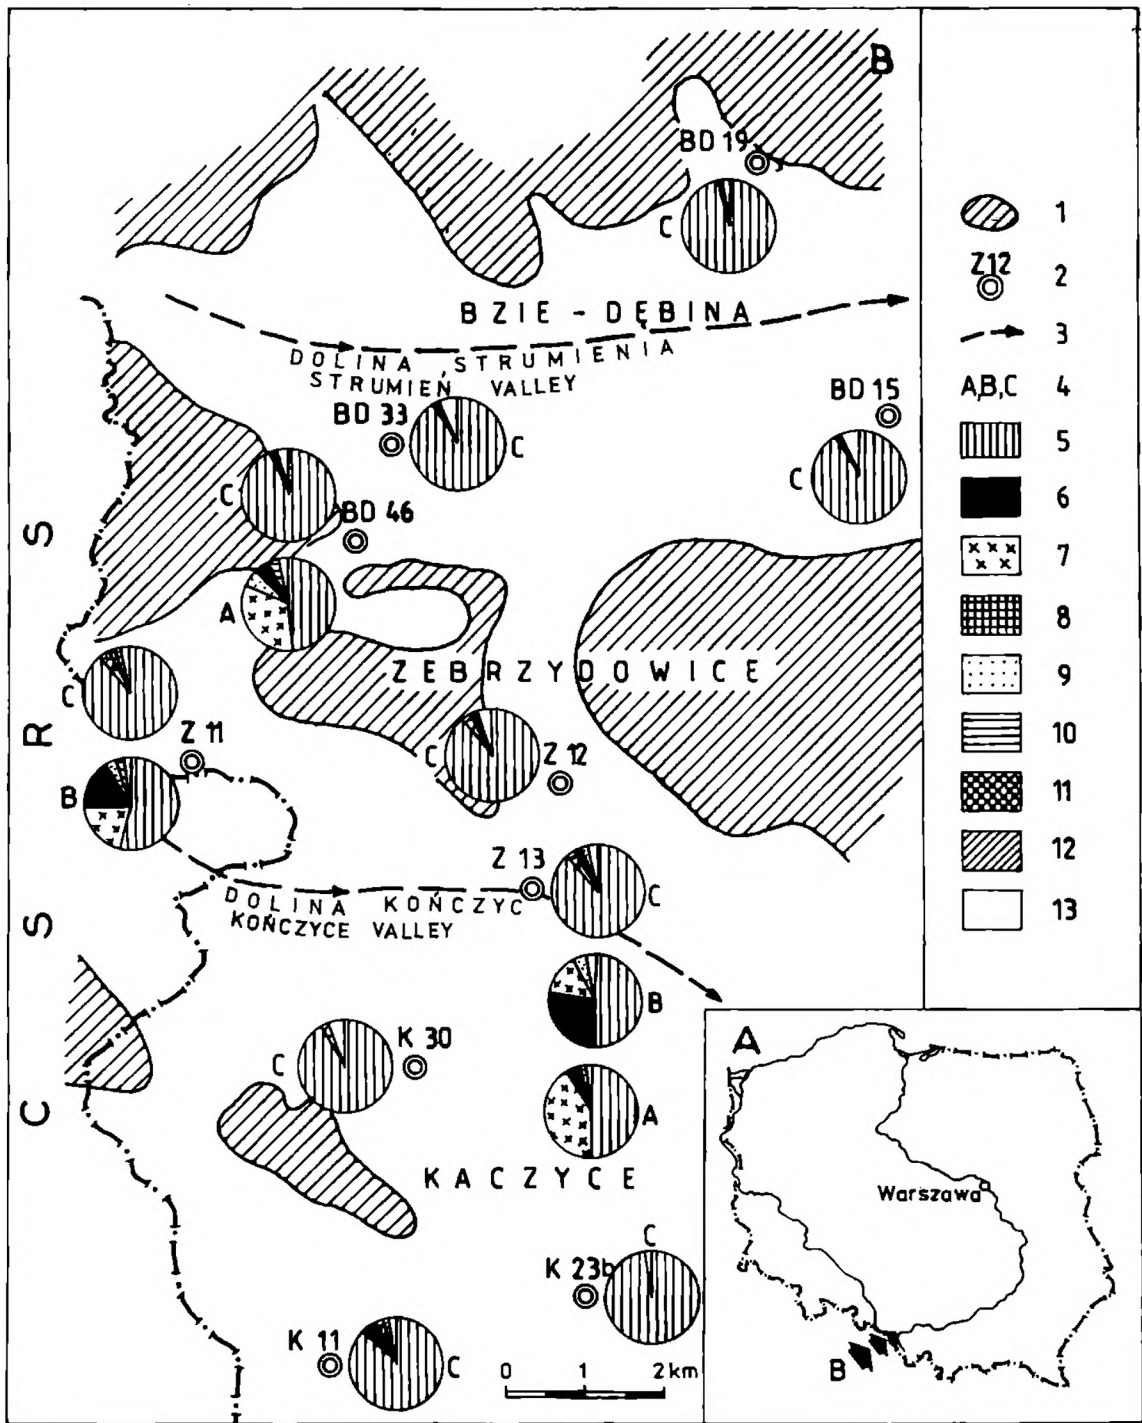 B
BD 19
C
BZIE - DĘBINA
DOLINA STRUMIENIA
STRUMIEŃ VALLEY
BD 33
C
BD 15
C
C
BD 46
A
ZEBRZYDOWICE
C
Z 11
B
C
Z 12
Z 13
C
DOLINA KOŃCZYC
KOŃCZYCE VALLEY
B
A
C
K 30
KACZYCE
C
K 23b
K 11
C
0 1 2 km
CSRS
1
Z12
2
3
A,B,C
4
5
6
7
8
9
10
11
12
13
A
Warszawa
B